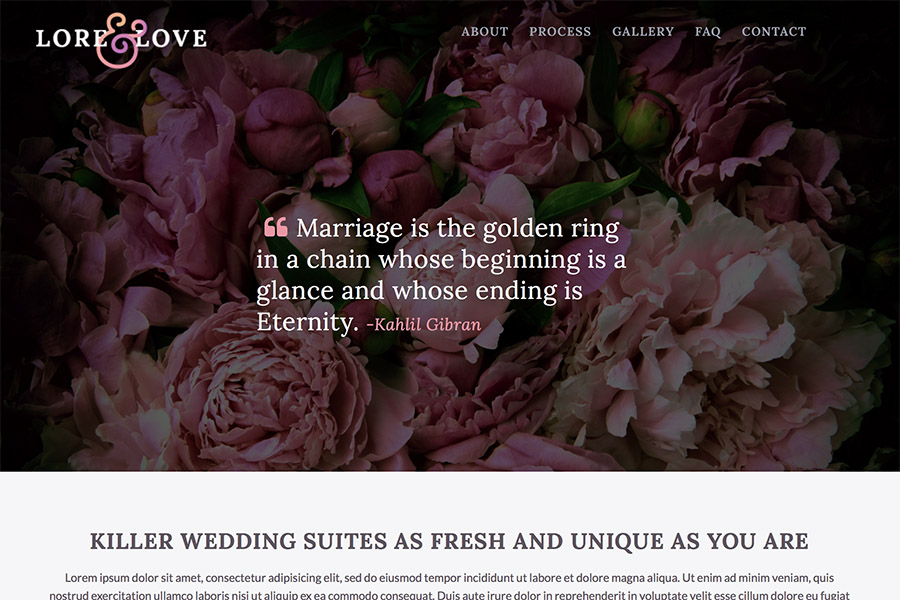 LORE & LOVE
ABOUT PROCESS GALLERY FAQ CONTACT
❝ Marriage is the golden ring
in a chain whose beginning is a
glance and whose ending is
Eternity. -Kahlil Gibran
KILLER WEDDING SUITES AS FRESH AND UNIQUE AS YOU ARE
Lorem ipsum dolor sit amet, consectetur adipisicing elit, sed do eiusmod tempor incididunt ut labore et dolore magna aliqua. Ut enim ad minim veniam, quis
nostrud exercitation ullamco laboris nisi ut aliquip ex ea commodo consequat. Duis aute irure dolor in reprehenderit in voluptate velit esse cillum dolore eu fugiat